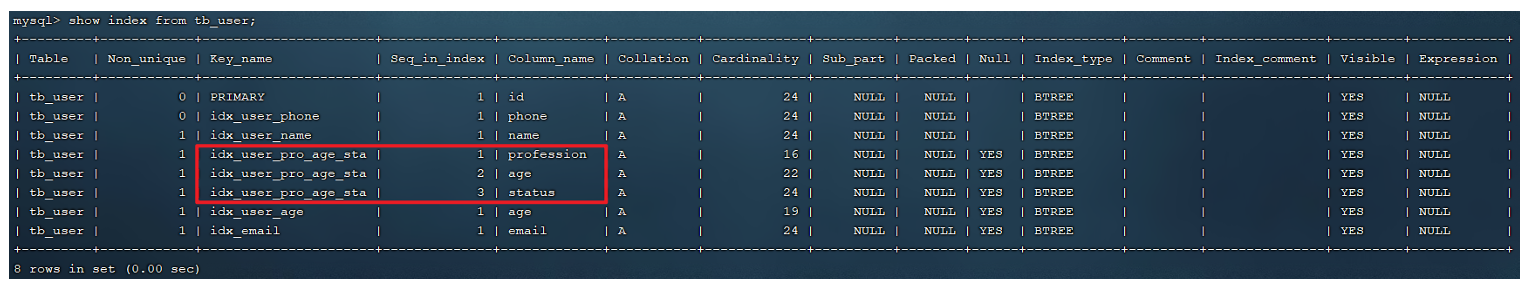 mysql> show index from tb_user;
| Table | Non_unique | Key_name | Seq_in_index | Column_name | Collation | Cardinality | Sub_part | Packed | Null | Index_type | Comment | Index_comment | Visible | Expression |
| tb_user | 0 | PRIMARY | 1 | id | A | 24 | NULL | NULL | | BTREE | | | YES | NULL |
| tb_user | 0 | idx_user_phone | 1 | phone | A | 24 | NULL | NULL | | BTREE | | | YES | NULL |
| tb_user | 1 | idx_user_name | 1 | name | A | 24 | NULL | NULL | | BTREE | | | YES | NULL |
| tb_user | 1 | idx_user_pro_age_sta | 1 | profession | A | 16 | NULL | NULL | YES | BTREE | | | YES | NULL |
| tb_user | 1 | idx_user_pro_age_sta | 2 | age | A | 22 | NULL | NULL | YES | BTREE | | | YES | NULL |
| tb_user | 1 | idx_user_pro_age_sta | 3 | status | A | 24 | NULL | NULL | YES | BTREE | | | YES | NULL |
| tb_user | 1 | idx_user_age | 1 | age | A | 19 | NULL | NULL | YES | BTREE | | | YES | NULL |
| tb_user | 1 | idx_email | 1 | email | A | 24 | NULL | NULL | YES | BTREE | | | YES | NULL |
8 rows in set (0.00 sec)